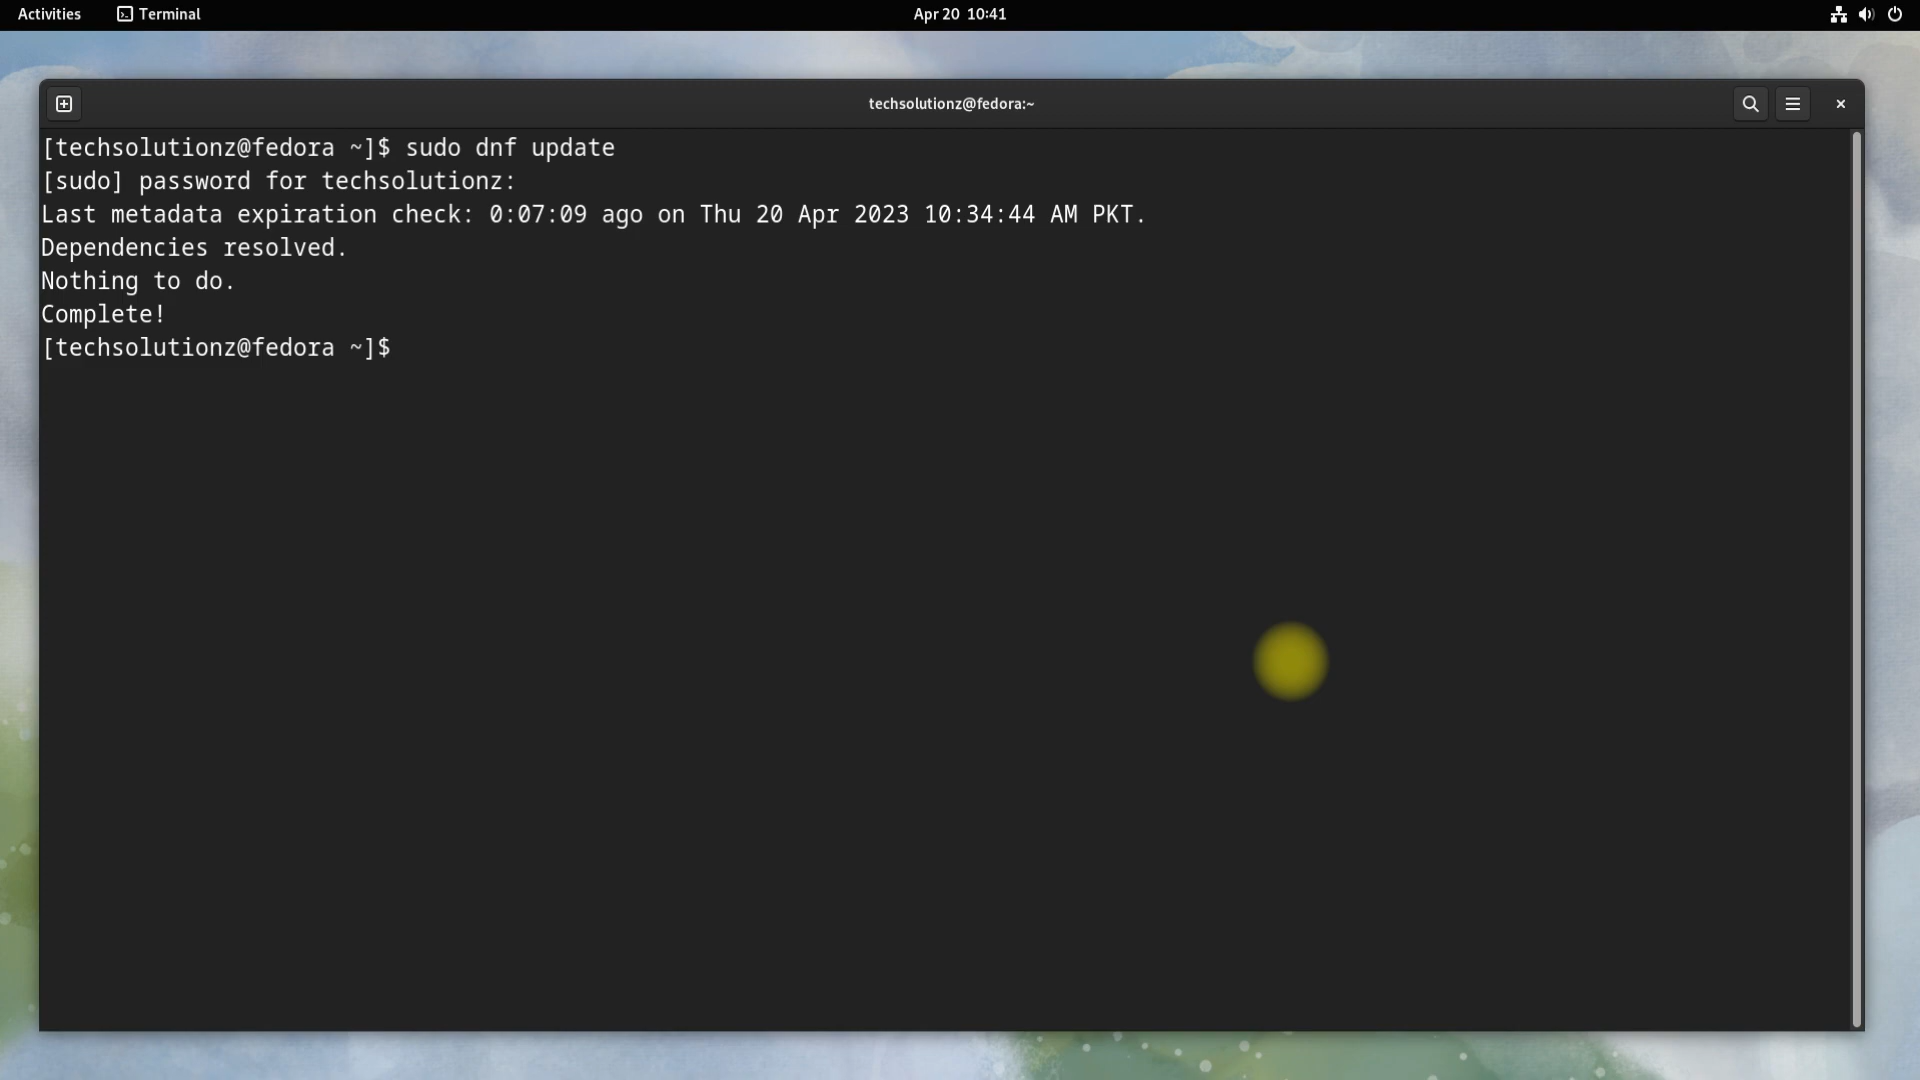 Activities Terminal Apr 20 10:41
techsolutionz@fedora:~
[techsolutionz@fedora ~]$ sudo dnf update
[sudo] password for techsolutionz:
Last metadata expiration check: 0:07:09 ago on Thu 20 Apr 2023 10:34:44 AM PKT.
Dependencies resolved.
Nothing to do.
Complete!
[techsolutionz@fedora ~]$